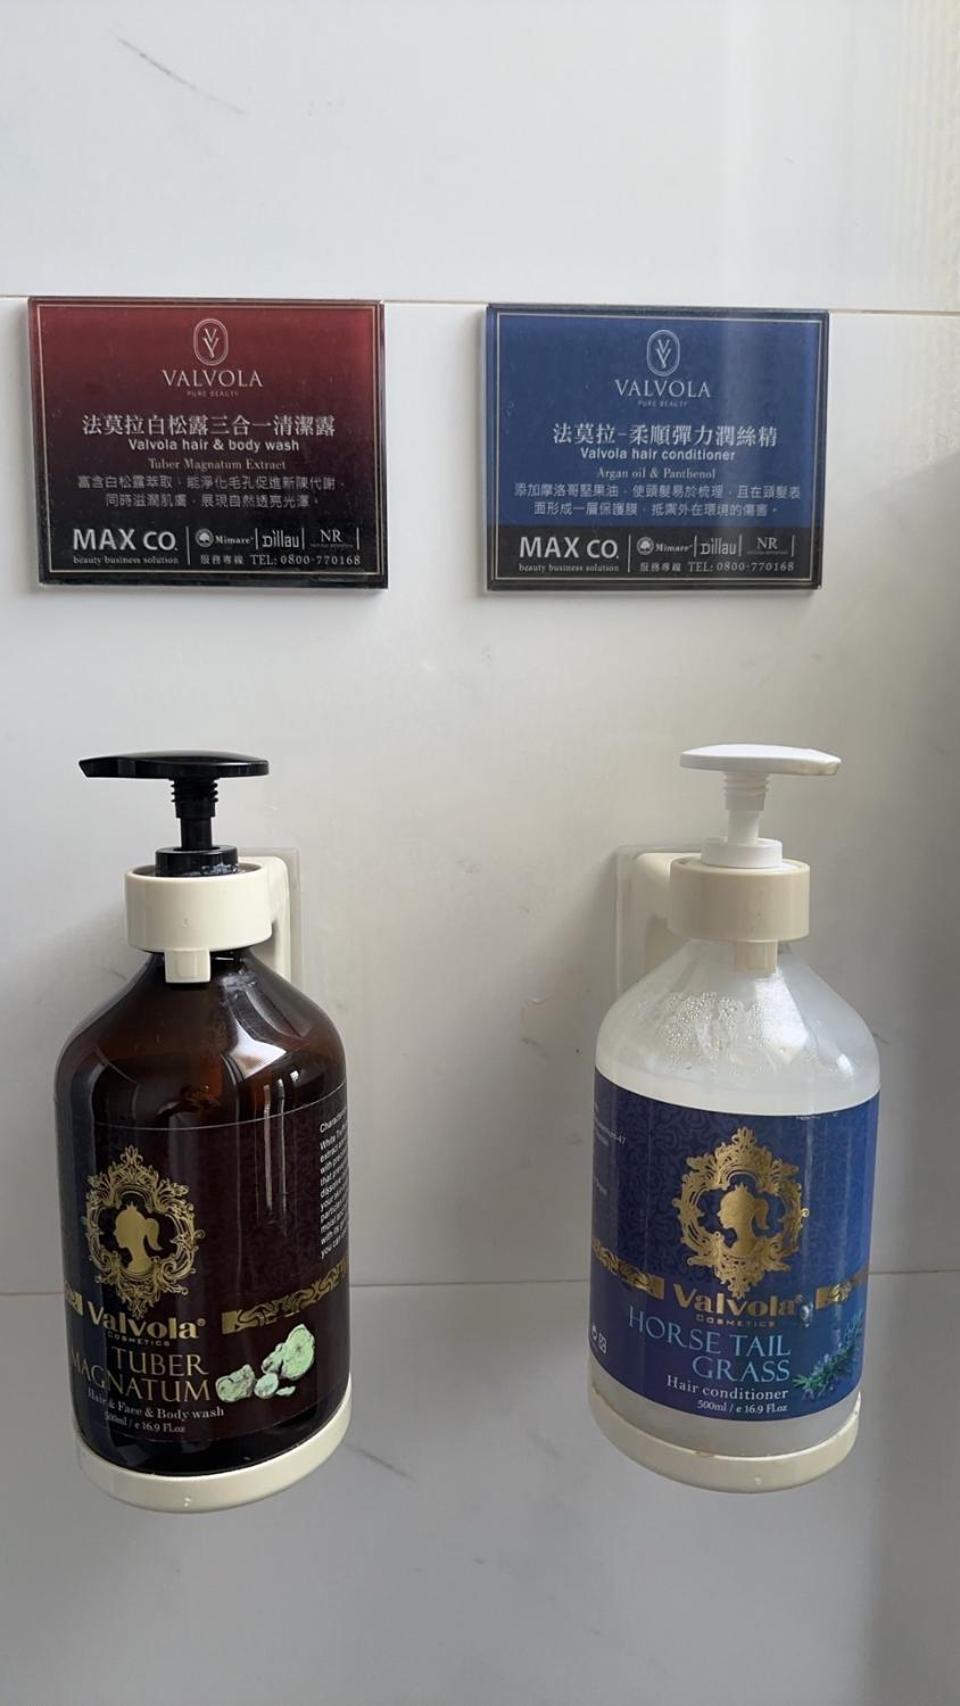 VALVOLA
PURE BEAUTY
法莫拉白松露三合一清潔露
Valvola hair & body wash
Tuber Magnatum Extract
富含白松露萃取，能淨化毛孔促進新陳代謝，
同時滋潤肌膚，展現自然透亮光澤。
MAX CO.
beauty business solution
Mimare
Dillau
NR
服務專線 TEL: 0800-770168
VALVOLA
PURE BEAUTY
法莫拉-柔順彈力潤絲精
Valvola hair conditioner
Argan oil & Panthenol
添加摩洛哥堅果油，使頭髮易於梳理，且在頭髮表
面形成一層保護膜，抵禦外在環境的傷害。
MAX CO.
beauty business solution
Mimare
Dillau
NR
服務專線 TEL: 0800-770168
Valvola®
COSMETICS
TUBER
MAGNATUM
Hair & Face & Body wash
500ml / e 16.9 Fl.oz
Valvola®
COSMETICS
HORSE TAIL
GRASS
Hair conditioner
500ml / e 16.9 Fl.oz